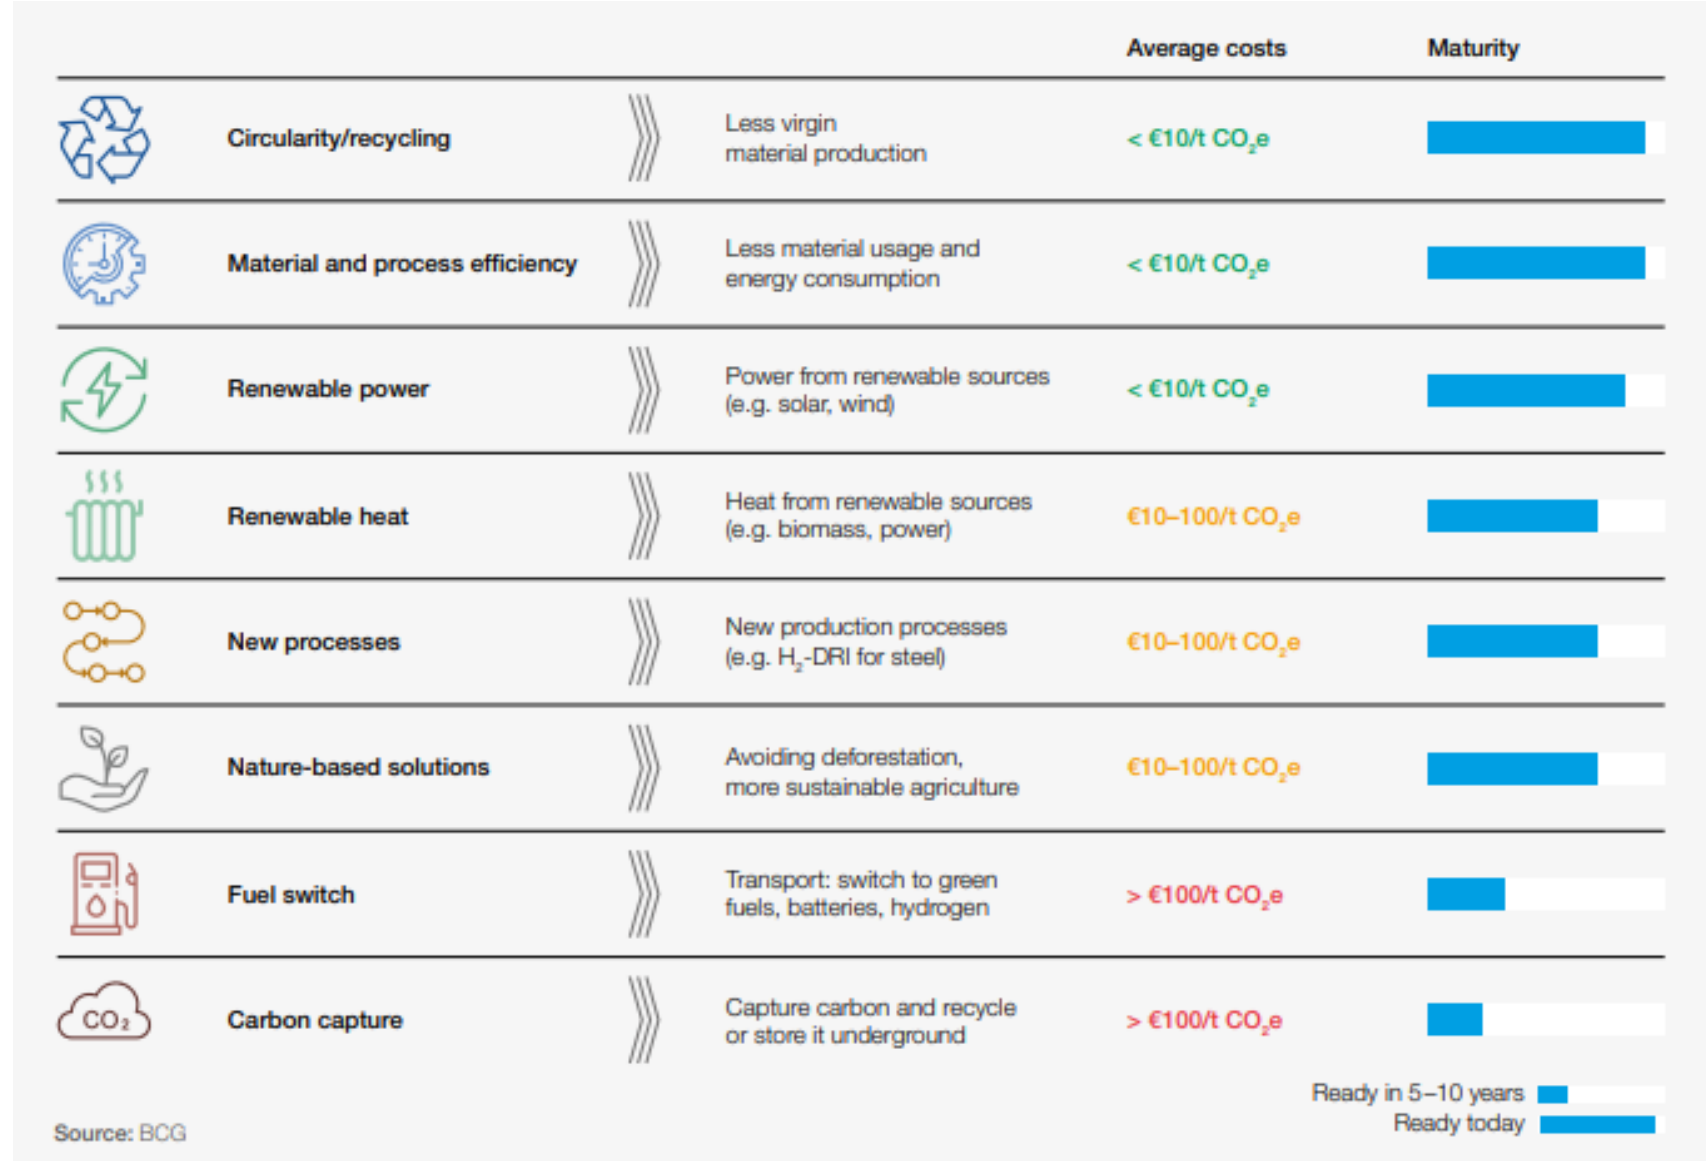 Average costs Maturity
Circularity/recycling
Less virgin
material production
< €10/t CO₂e
Material and process efficiency
Less material usage and
energy consumption
< €10/t CO₂e
Renewable power
Power from renewable sources
(e.g. solar, wind)
< €10/t CO₂e
Renewable heat
Heat from renewable sources
(e.g. biomass, power)
€10–100/t CO₂e
New processes
New production processes
(e.g. H₂-DRI for steel)
€10–100/t CO₂e
Nature-based solutions
Avoiding deforestation,
more sustainable agriculture
€10–100/t CO₂e
Fuel switch
Transport: switch to green
fuels, batteries, hydrogen
> €100/t CO₂e
CO₂
Carbon capture
Capture carbon and recycle
or store it underground
> €100/t CO₂e
Ready in 5–10 years
Ready today
Source: BCG